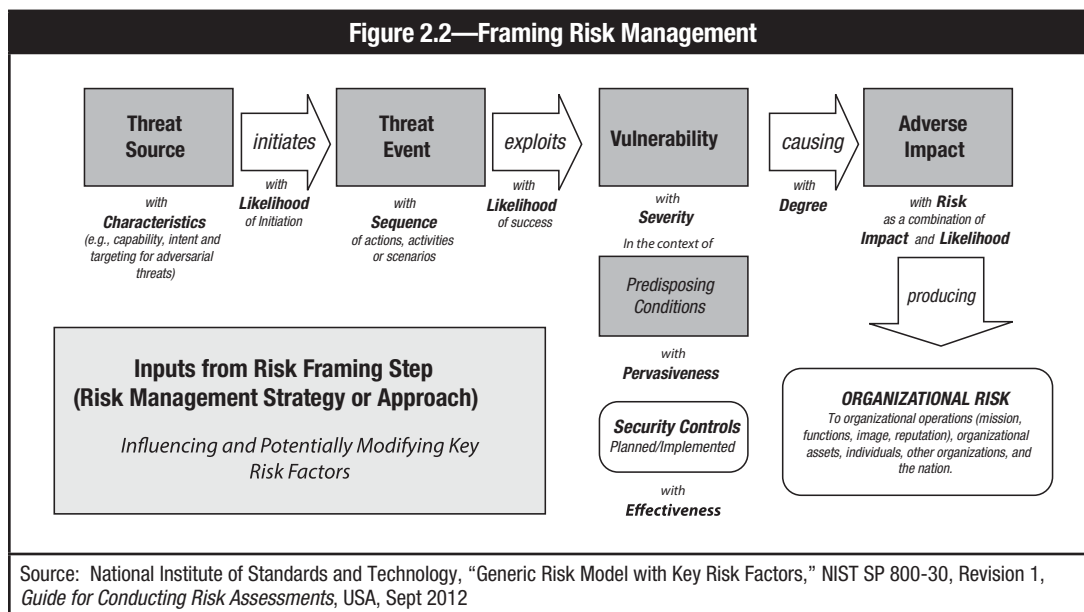 Figure 2.2—Framing Risk Management
Threat
Source
initiates
Threat
Event
exploits
Vulnerability
causing
Adverse
Impact
with
Characteristics
(e.g., capability, intent and
targeting for adversarial
threats)
with
Likelihood
of Initiation
with
Sequence
of actions, activities
or scenarios
with
Likelihood
of success
with
Severity
In the context of
Predisposing
Conditions
with
Pervasiveness
Security Controls
Planned/Implemented
with
Effectiveness
with
Degree
with Risk
as a combination of
Impact and Likelihood
producing
ORGANIZATIONAL RISK
To organizational operations (mission,
functions, image, reputation), organizational
assets, individuals, other organizations, and
the nation.
Inputs from Risk Framing Step
(Risk Management Strategy or Approach)
Influencing and Potentially Modifying Key
Risk Factors
Source: National Institute of Standards and Technology, “Generic Risk Model with Key Risk Factors,” NIST SP 800-30, Revision 1,
Guide for Conducting Risk Assessments, USA, Sept 2012